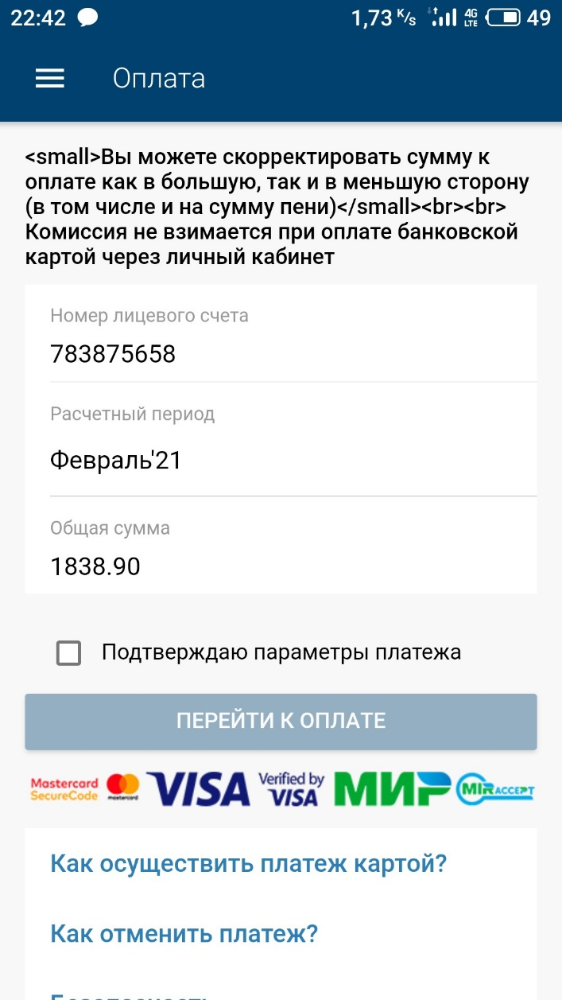 22:42 1,73 K/s 4G LTE 49
Оплата
<small>Вы можете скорректировать сумму к
оплате как в большую, так и в меньшую сторону
(в том числе и на сумму пени)</small><br><br>
Комиссия не взимается при оплате банковской
картой через личный кабинет
Номер лицевого счета
783875658
Расчетный период
Февраль'21
Общая сумма
1838.90
Подтверждаю параметры платежа
ПЕРЕЙТИ К ОПЛАТЕ
Mastercard SecureCode mastercard VISA Verified by VISA МИР MIR ACCEPT
Как осуществить платеж картой?
Как отменить платеж?